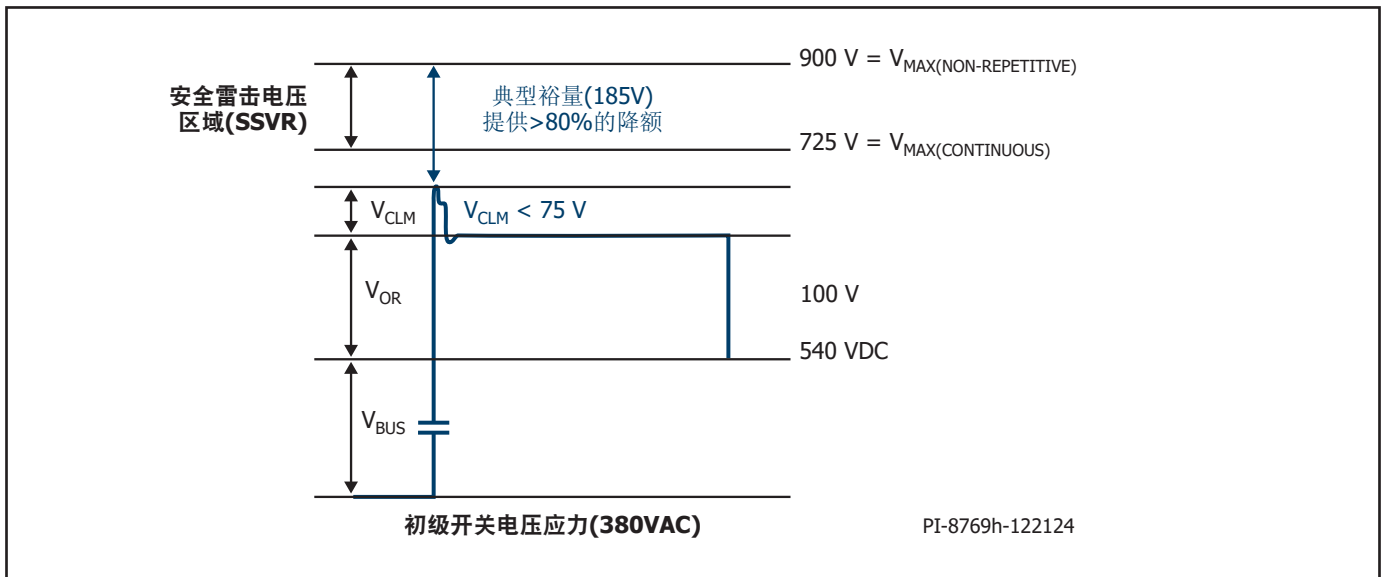 900 V = VMAX(NON-REPETITIVE)
安全雷击电压
区域(SSVR)
典型裕量(185V)
提供>80%的降额
725 V = VMAX(CONTINUOUS)
VCLM
VCLM < 75 V
VOR
100 V
540 VDC
VBUS
初级开关电压应力(380VAC)
PI-8769h-122124